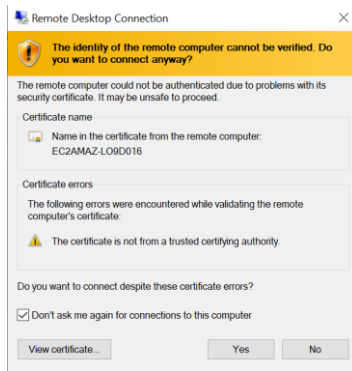 Remote Desktop Connection
The identity of the remote computer cannot be verified. Do
you want to connect anyway?
The remote computer could not be authenticated due to problems with its
security certificate. It may be unsafe to proceed.
Certificate name
Name in the certificate from the remote computer:
EC2AMAZ-LO9D016
Certificate errors
The following errors were encountered while validating the remote
computer's certificate:
The certificate is not from a trusted certifying authority.
Do you want to connect despite these certificate errors?
Don't ask me again for connections to this computer
View certificate...
Yes
No